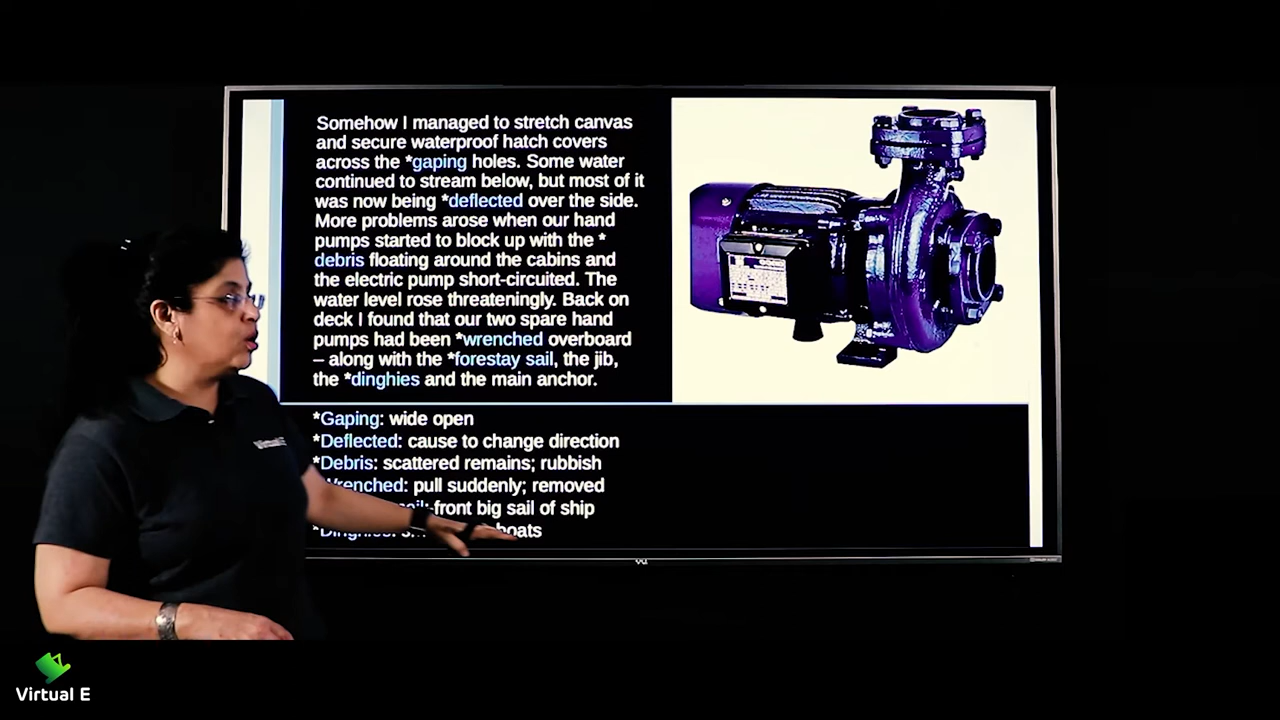 Somehow I managed to stretch canvas
and secure waterproof hatch covers
across the *gaping holes. Some water
continued to stream below, but most of it
was now being *deflected over the side.
More problems arose when our hand
pumps started to block up with the *
debris floating around the cabins and
the electric pump short-circuited. The
water level rose threateningly. Back on
deck I found that our two spare hand
pumps had been *wrenched overboard
– along with the *forestay sail, the jib,
the *dinghies and the main anchor.
*Gaping: wide open
*Deflected: cause to change direction
*Debris: scattered remains; rubbish
Wrenched: pull suddenly; removed
sail: front big sail of ship
*Dinghies: boats
Virtual E
Virtual E